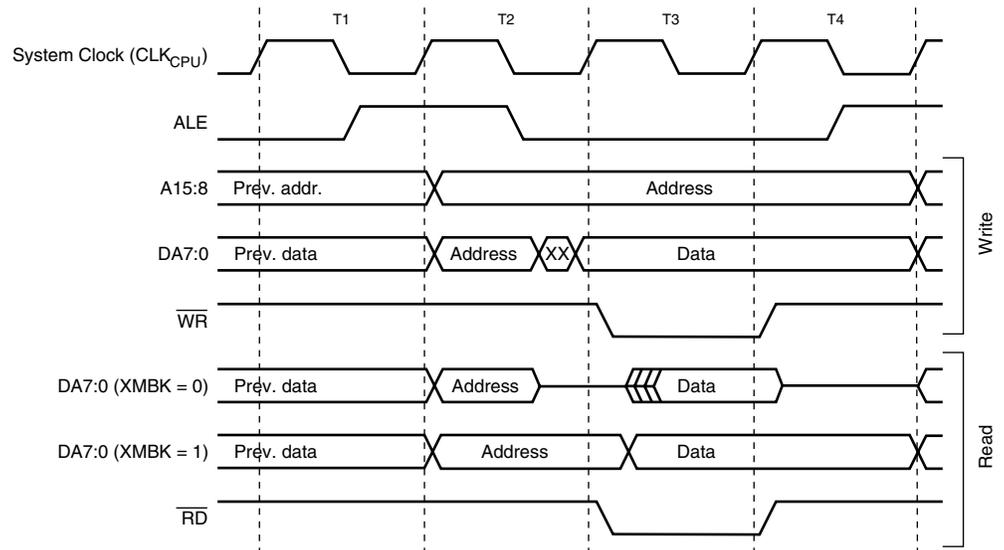 T1 T2 T3 T4
System Clock (CLKCPU)
ALE
A15:8 Prev. addr. Address
DA7:0 Prev. data Address XX Data
WR
Write
DA7:0 (XMBK = 0) Prev. data Address Data
DA7:0 (XMBK = 1) Prev. data Address Data
RD
Read